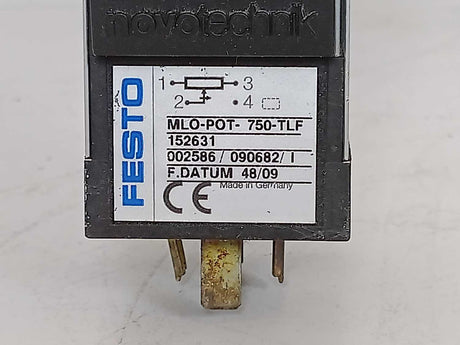 novotechnik
FESTO
1 3
2 4
MLO-POT- 750-TLF
152631
002586/ 090682/ I
F.DATUM 48/09
Made in Germany
CE